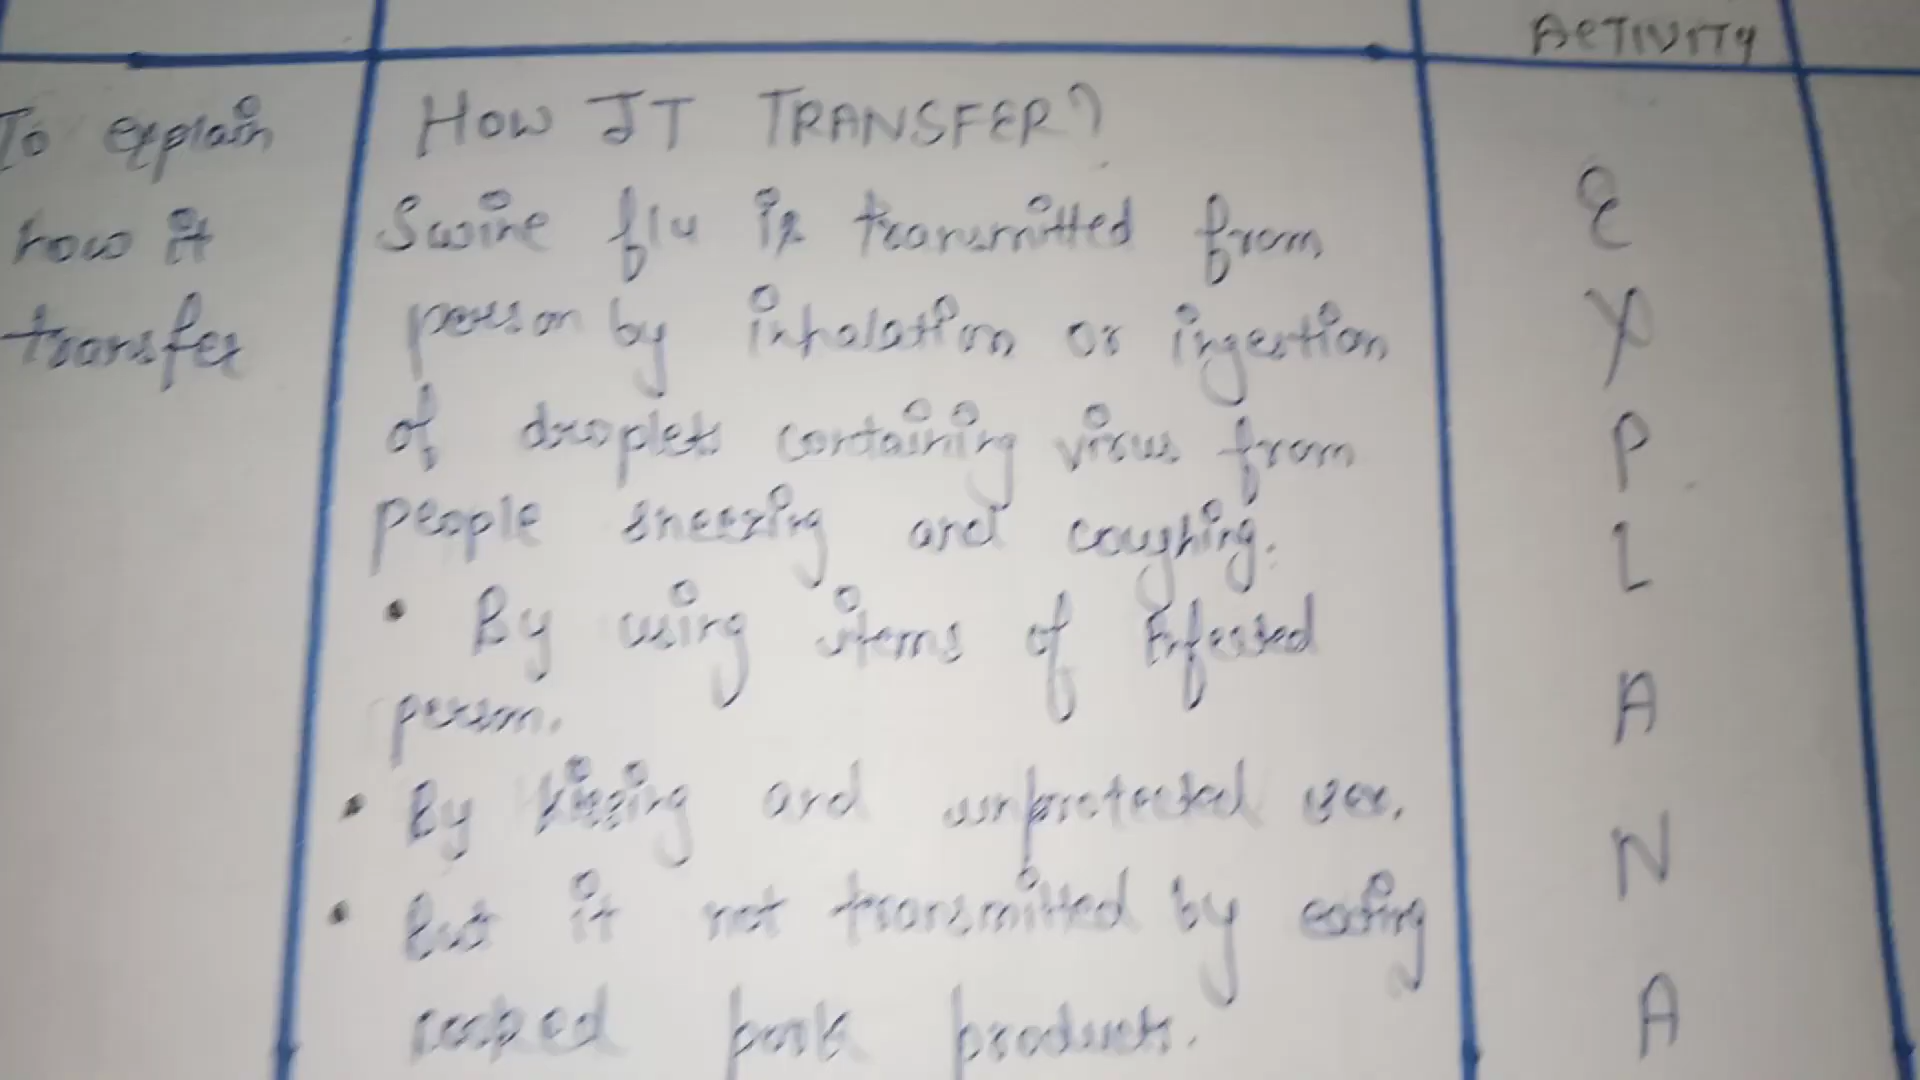 ACTIVITY
To explain
how it
transfer
HOW IT TRANSFER?
Swine flu is transmitted from
person by inhalation or ingestion
of droplets containing virus from
people sneezing and coughing.
• By using items of
person.
• By kissing and unprotected sex.
• But it not transmitted by eating
cooked pork products.
E
X
P
L
A
N
A